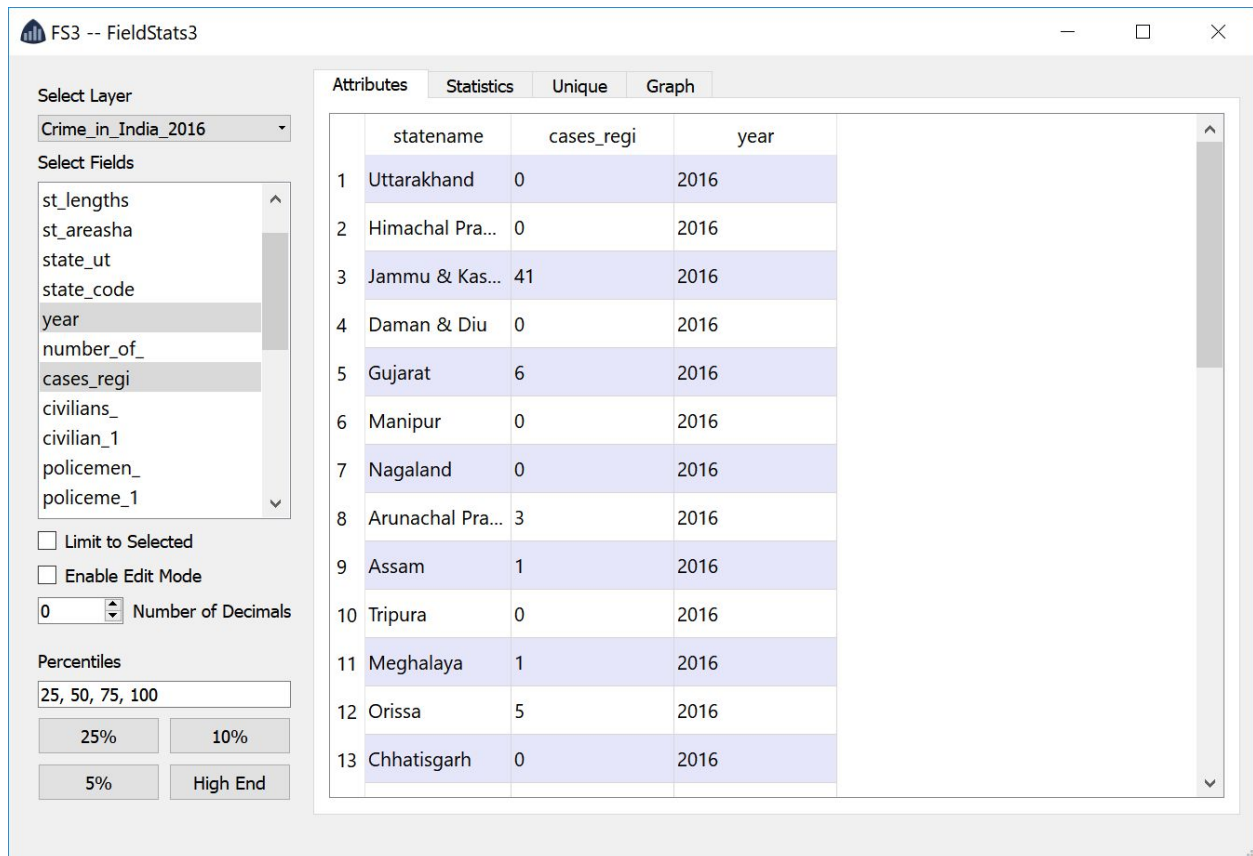 FS3 -- FieldStats3
Select Layer
Crime_in_India_2016
Select Fields
st_lengths
st_areasha
state_ut
state_code
year
number_of_
cases_regi
civilians_
civilian_1
policemen_
policeme_1
Limit to Selected
Enable Edit Mode
0 Number of Decimals
Percentiles
25, 50, 75, 100
25% 10%
5% High End
Attributes Statistics Unique Graph
statename cases_regi year
1 Uttarakhand 0 2016
2 Himachal Pra... 0 2016
3 Jammu & Kas... 41 2016
4 Daman & Diu 0 2016
5 Gujarat 6 2016
6 Manipur 0 2016
7 Nagaland 0 2016
8 Arunachal Pra... 3 2016
9 Assam 1 2016
10 Tripura 0 2016
11 Meghalaya 1 2016
12 Orissa 5 2016
13 Chhatisgarh 0 2016